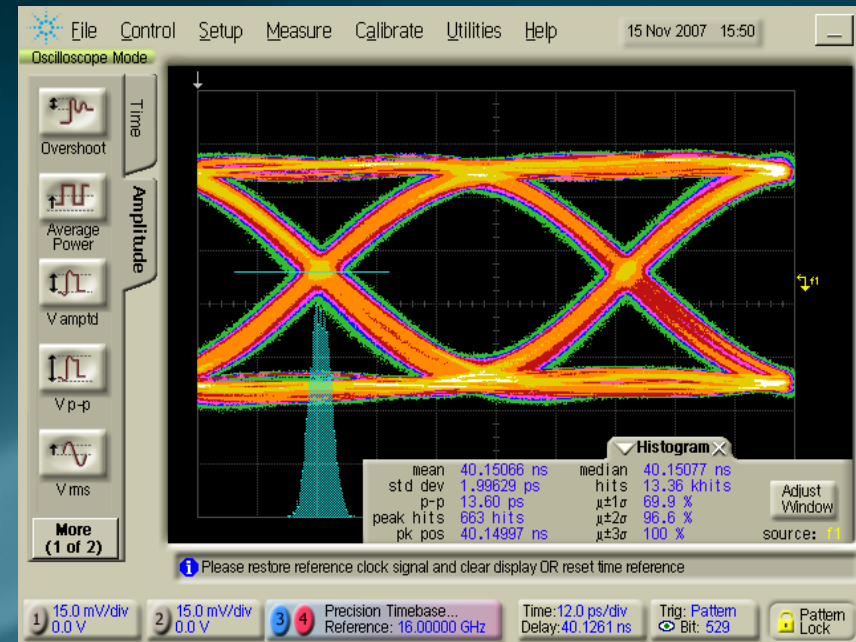 File Control Setup Measure Calibrate Utilities Help 15 Nov 2007 15:50
Oscilloscope Mode
Time
Amplitude
Overshoot
Average
Power
V amptd
V p-p
V rms
More
(1 of 2)
f1
Histogram
mean 40.15066 ns median 40.15077 ns
std dev 1.99629 ps hits 13.36 khits
p-p 13.60 ps μ±1σ 69.9 %
peak hits 663 hits μ±2σ 96.6 %
pk pos 40.14997 ns μ±3σ 100 %
Adjust
Window
source: f1
Please restore reference clock signal and clear display OR reset time reference
1 15.0 mV/div 2 15.0 mV/div 3 4 Precision Timebase... Time:12.0 ps/div Trig: Pattern Pattern
0.0 V 0.0 V Reference: 16.00000 GHz Delay:40.1261 ns Bit: 529 Lock